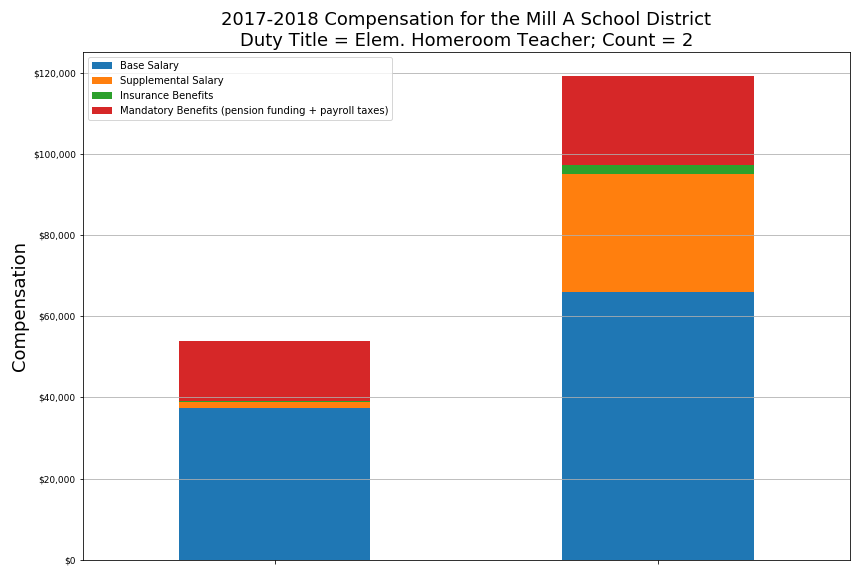 2017-2018 Compensation for the Mill A School District
Duty Title = Elem. Homeroom Teacher; Count = 2
Base Salary
Supplemental Salary
Insurance Benefits
Mandatory Benefits (pension funding + payroll taxes)
$120,000
$100,000
$80,000
$60,000
$40,000
$20,000
$0
Compensation